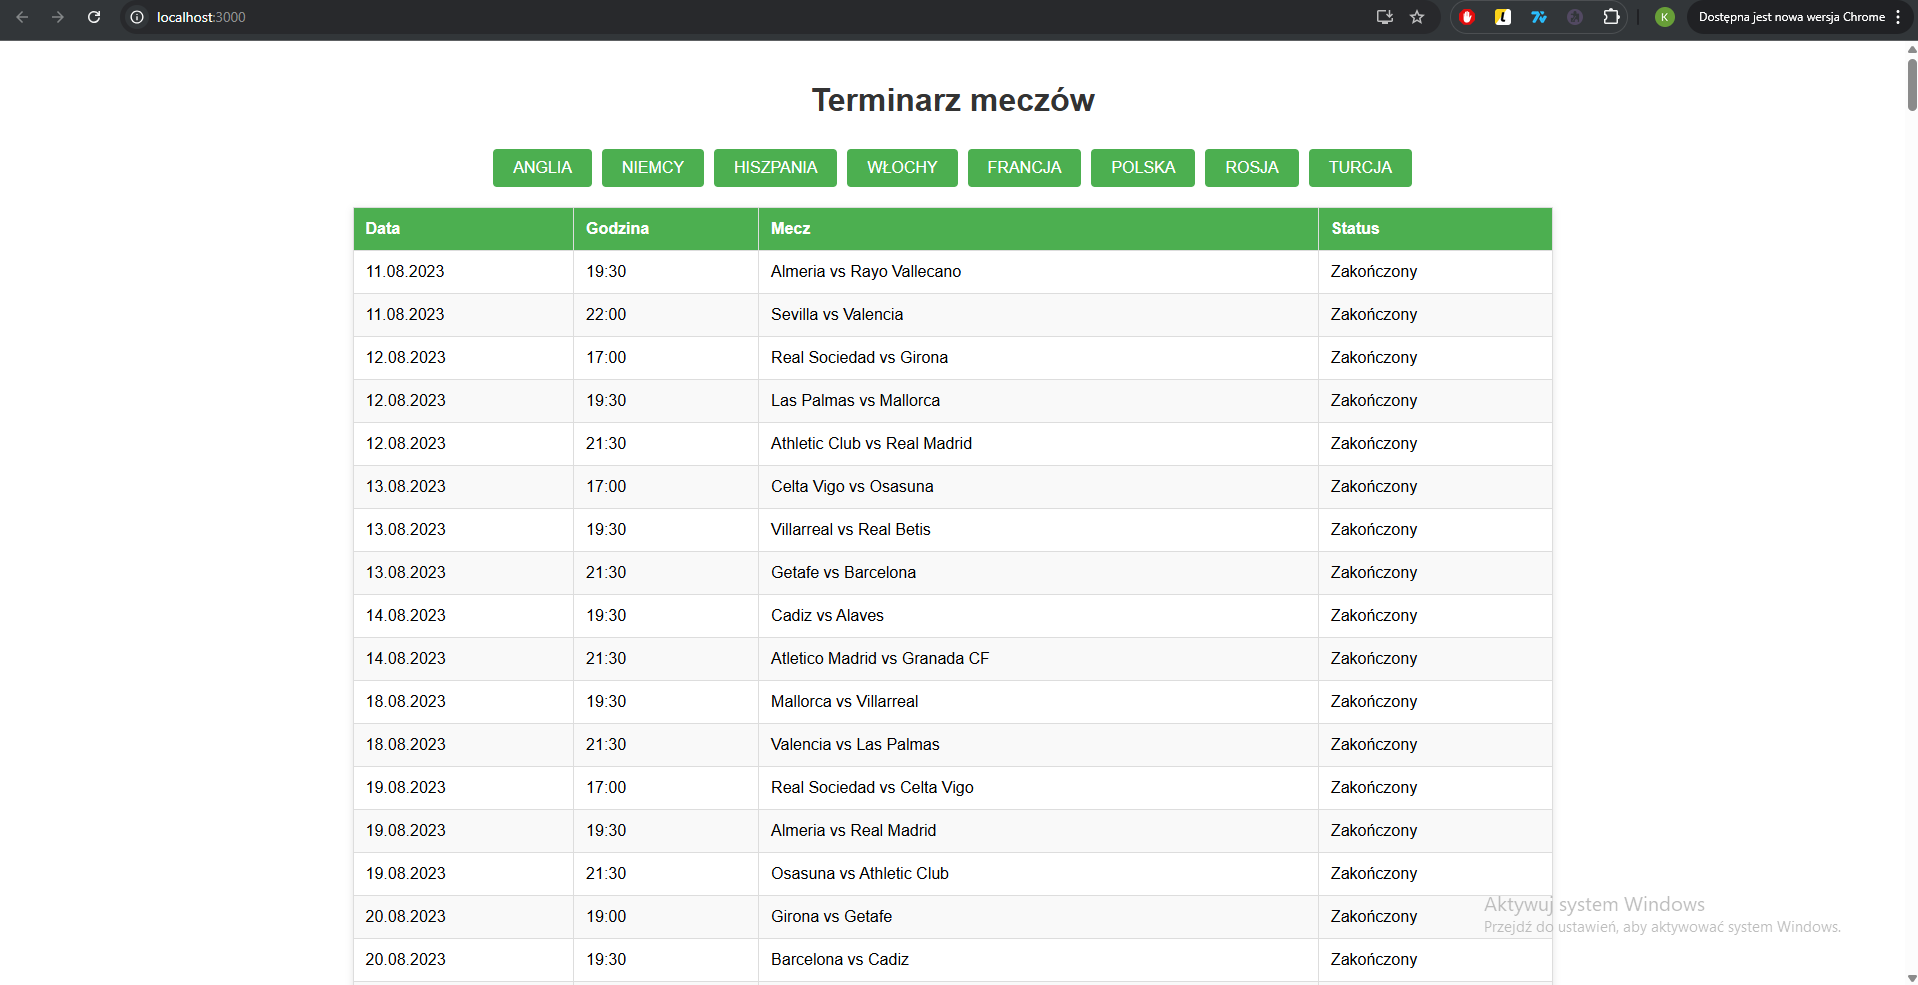 localhost:3000
Dostępna jest nowa wersja Chrome
K
Terminarz meczów
ANGLIA NIEMCY HISZPANIA WŁOCHY FRANCJA POLSKA ROSJA TURCJA
Data Godzina Mecz Status
11.08.2023 19:30 Almeria vs Rayo Vallecano Zakończony
11.08.2023 22:00 Sevilla vs Valencia Zakończony
12.08.2023 17:00 Real Sociedad vs Girona Zakończony
12.08.2023 19:30 Las Palmas vs Mallorca Zakończony
12.08.2023 21:30 Athletic Club vs Real Madrid Zakończony
13.08.2023 17:00 Celta Vigo vs Osasuna Zakończony
13.08.2023 19:30 Villarreal vs Real Betis Zakończony
13.08.2023 21:30 Getafe vs Barcelona Zakończony
14.08.2023 19:30 Cadiz vs Alaves Zakończony
14.08.2023 21:30 Atletico Madrid vs Granada CF Zakończony
18.08.2023 19:30 Mallorca vs Villarreal Zakończony
18.08.2023 21:30 Valencia vs Las Palmas Zakończony
19.08.2023 17:00 Real Sociedad vs Celta Vigo Zakończony
19.08.2023 19:30 Almeria vs Real Madrid Zakończony
19.08.2023 21:30 Osasuna vs Athletic Club Zakończony
20.08.2023 19:00 Girona vs Getafe Zakończony
20.08.2023 19:30 Barcelona vs Cadiz Zakończony
Aktywuj system Windows
Przejdź do ustawień, aby aktywować system Windows.